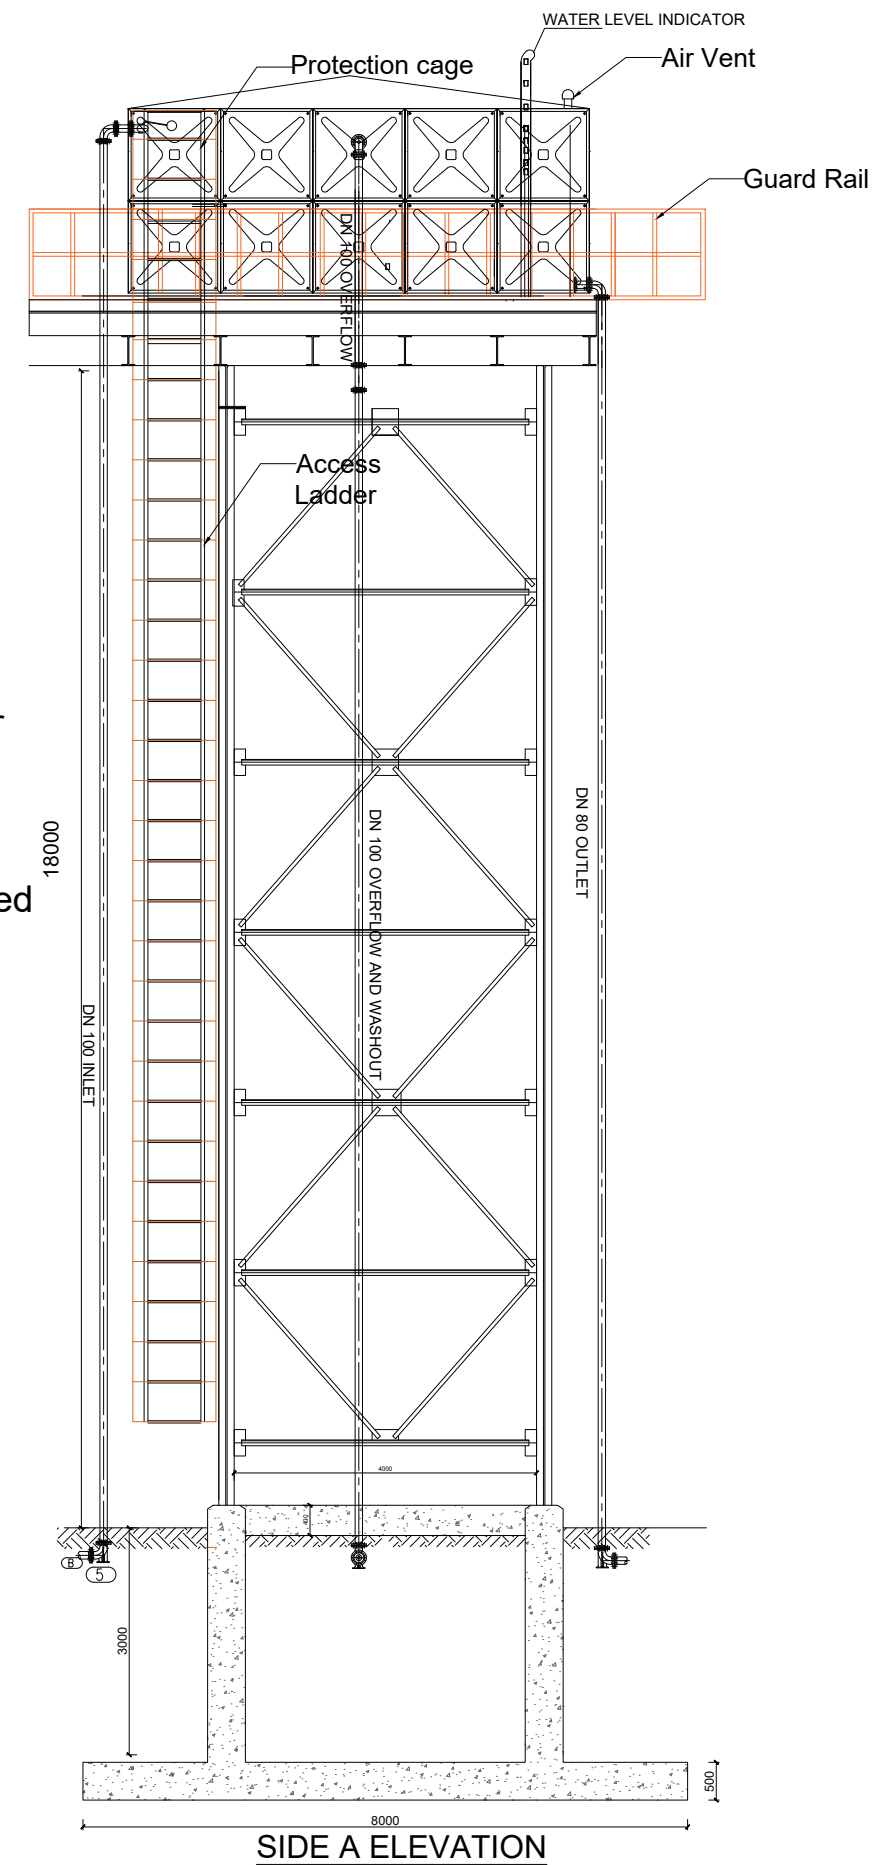 WATER LEVEL INDICATOR
Protection cage
Air Vent
Guard Rail
DN 100 OVERFLOW
Access
Ladder
18000
ed
DN 80 OUTLET
DN 100 OVERFLOW AND WASHOUT
DN 100 INLET
4000
400
B
5
3000
500
8000
SIDE A ELEVATION